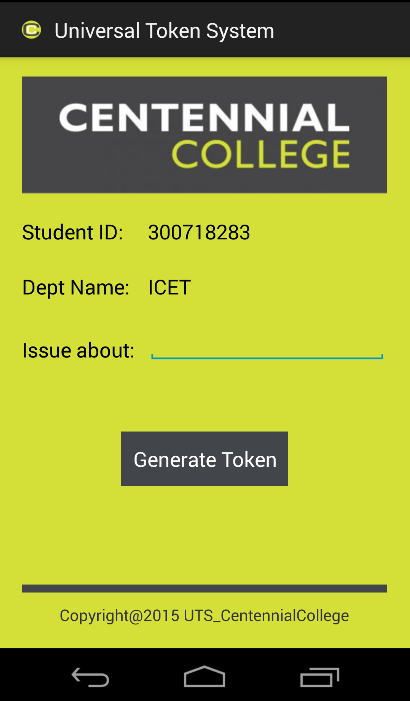 Universal Token System
CENTENNIAL
COLLEGE
Student ID: 300718283
Dept Name: ICET
Issue about:
Generate Token
Copyright@2015 UTS_CentennialCollege